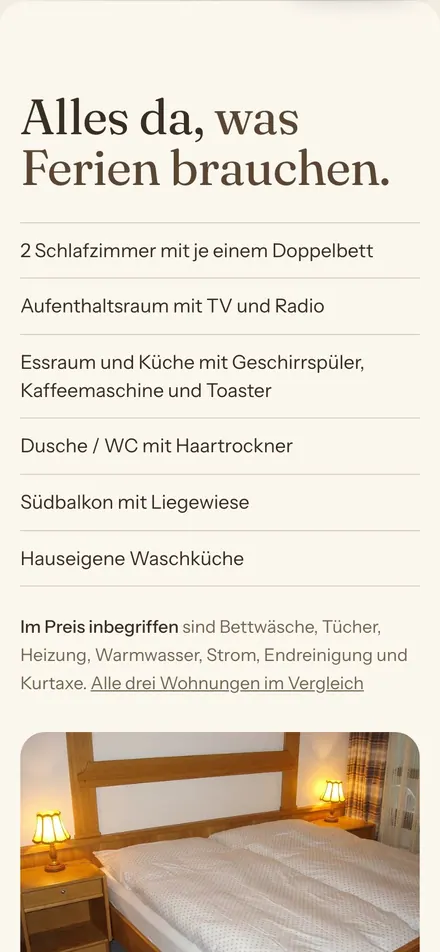 Alles da, was
Ferien brauchen.
2 Schlafzimmer mit je einem Doppelbett
Aufenthaltsraum mit TV und Radio
Essraum und Küche mit Geschirrspüler,
Kaffeemaschine und Toaster
Dusche / WC mit Haartrockner
Südbalkon mit Liegewiese
Hauseigene Waschküche
Im Preis inbegriffen sind Bettwäsche, Tücher,
Heizung, Warmwasser, Strom, Endreinigung und
Kurtaxe. Alle drei Wohnungen im Vergleich